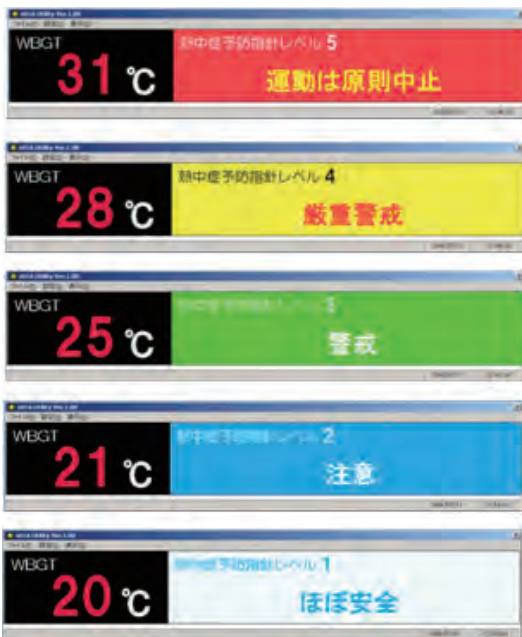 WBGT
31 ℃
熱中症予防指針レベル 5
運動は原則中止
WBGT
28 ℃
熱中症予防指針レベル 4
厳重警戒
WBGT
25 ℃
熱中症予防指針レベル 3
警戒
WBGT
21 ℃
熱中症予防指針レベル 2
注意
WBGT
20 ℃
熱中症予防指針レベル 1
ほぼ安全